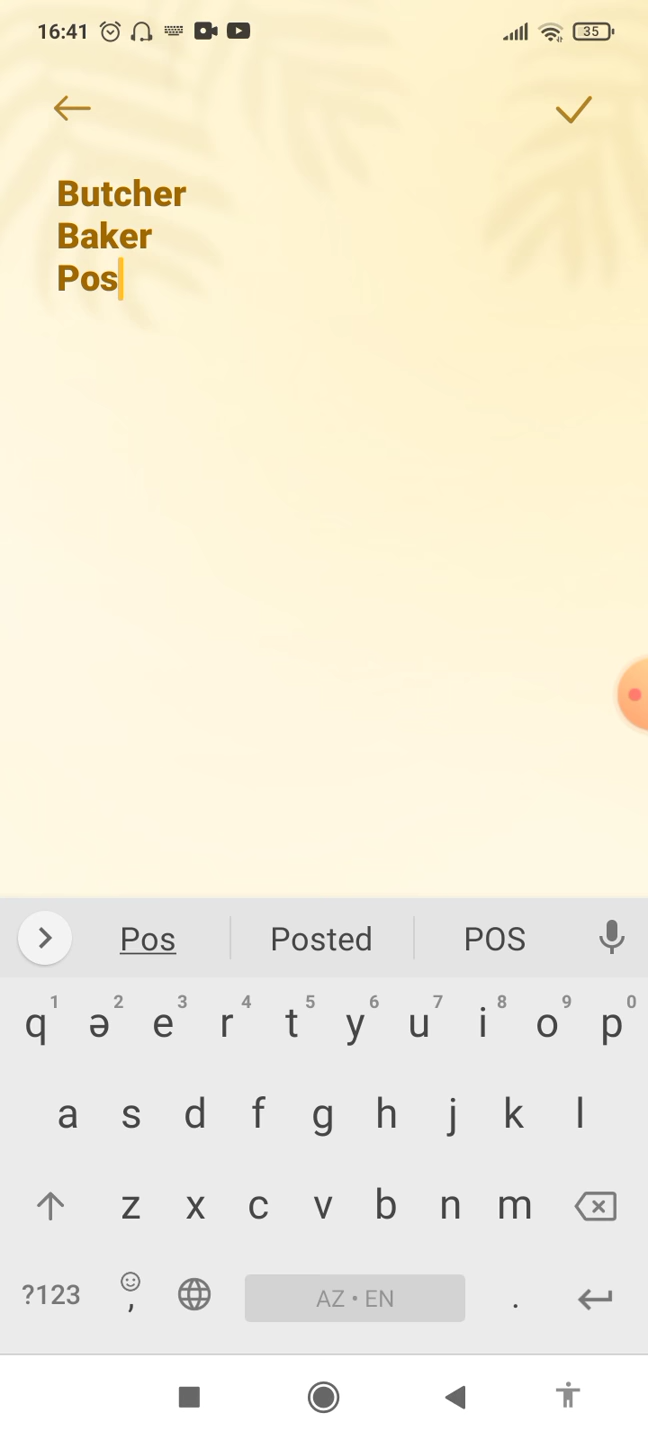 16:41
35
Butcher
Baker
Pos
Pos Posted POS
q1 ə2 e3 r4 t5 y6 u7 i8 o9 p0
a s d f g h j k l
z x c v b n m
?123 , AZ • EN .